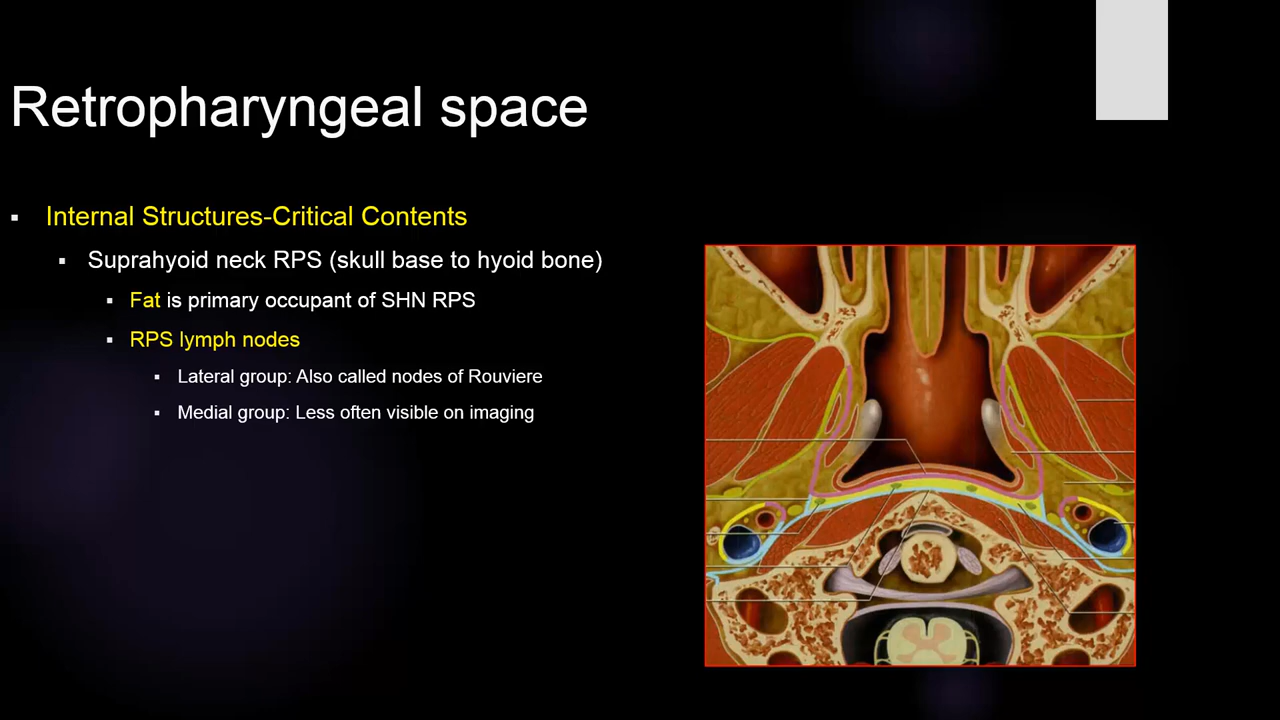 Retropharyngeal space
Internal Structures-Critical Contents
Suprahyoid neck RPS (skull base to hyoid bone)
Fat is primary occupant of SHN RPS
RPS lymph nodes
Lateral group: Also called nodes of Rouviere
Medial group: Less often visible on imaging